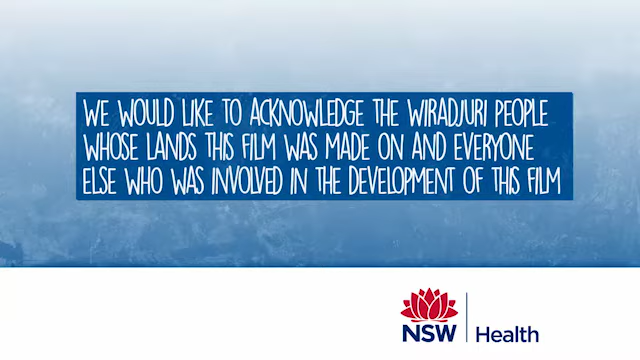 WE WOULD LIKE TO ACKNOWLEDGE THE WIRADJURI PEOPLE
WHOSE LANDS THIS FILM WAS MADE ON AND EVERYONE
ELSE WHO WAS INVOLVED IN THE DEVELOPMENT OF THIS FILM
NSW Health